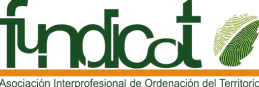 fundicot
Asociación Interprofesional de Ordenación del Territorio